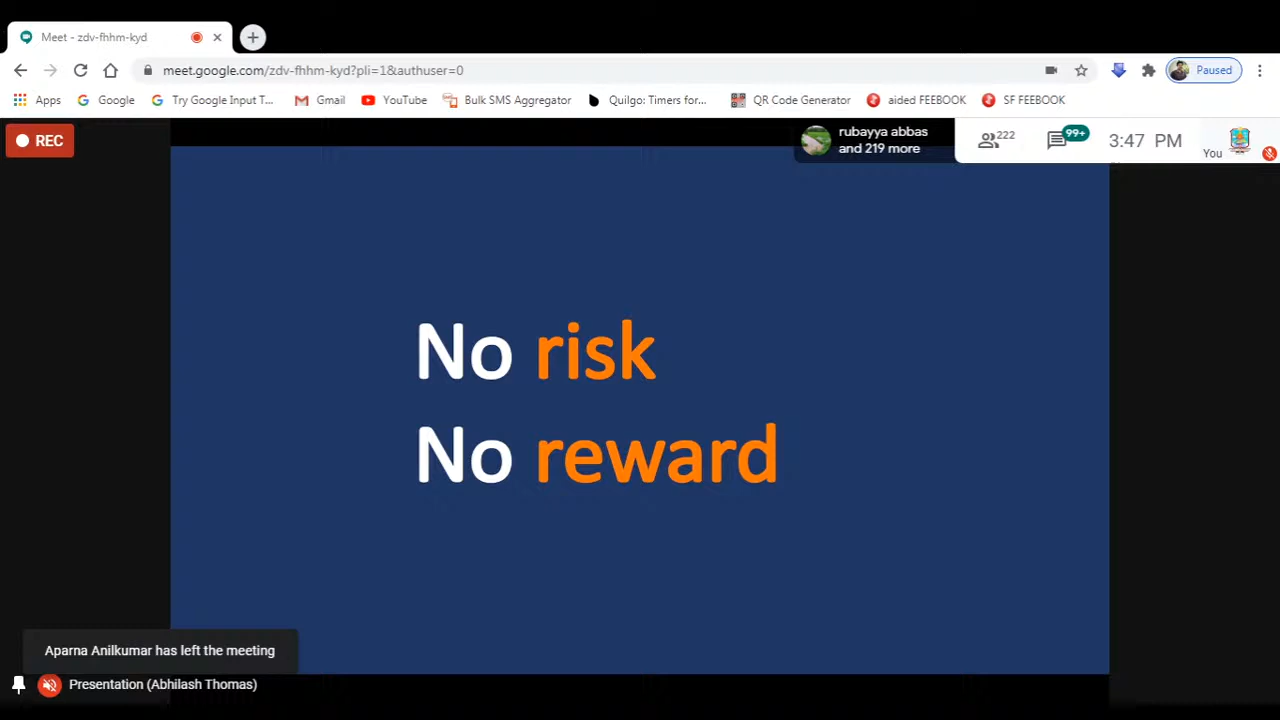 Meet - zdv-fhhm-kyd
meet.google.com/zdv-fhhm-kyd?pli=1&authuser=0
Paused
Apps
Google
Try Google Input T...
Gmail
YouTube
Bulk SMS Aggregator
Quilgo: Timers for...
QR Code Generator
aided FEEBOOK
SF FEEBOOK
REC
rubayya abbas
and 219 more
222
99+
3:47 PM
You
No risk
No reward
Aparna Anilkumar has left the meeting
Presentation (Abhilash Thomas)